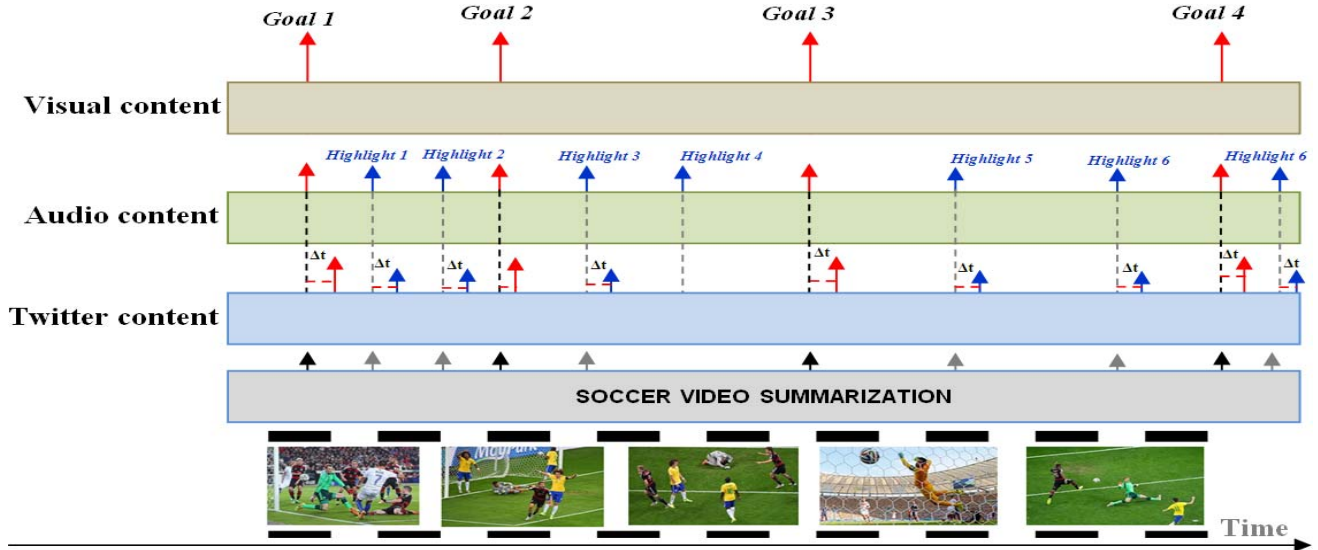 Goal 1
Goal 2
Goal 3
Goal 4
Visual content
Highlight 1
Highlight 2
Highlight 3
Highlight 4
Highlight 5
Highlight 6
Highlight 6
Audio content
Δt
Δt
Δt
Δt
Δt
Δt
Δt
Δt
Δt
Twitter content
SOCCER VIDEO SUMMARIZATION
Time